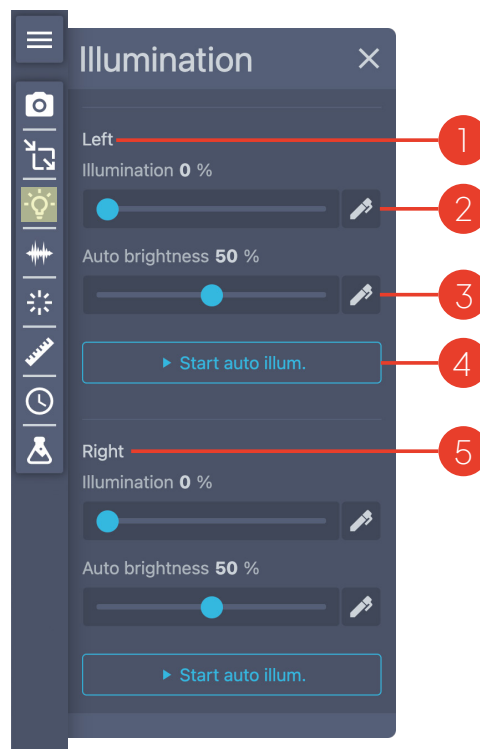 Illumination
Left
Illumination 0 %
Auto brightness 50 %
Start auto illum.
Right
Illumination 0 %
Auto brightness 50 %
Start auto illum.
1
2
3
4
5